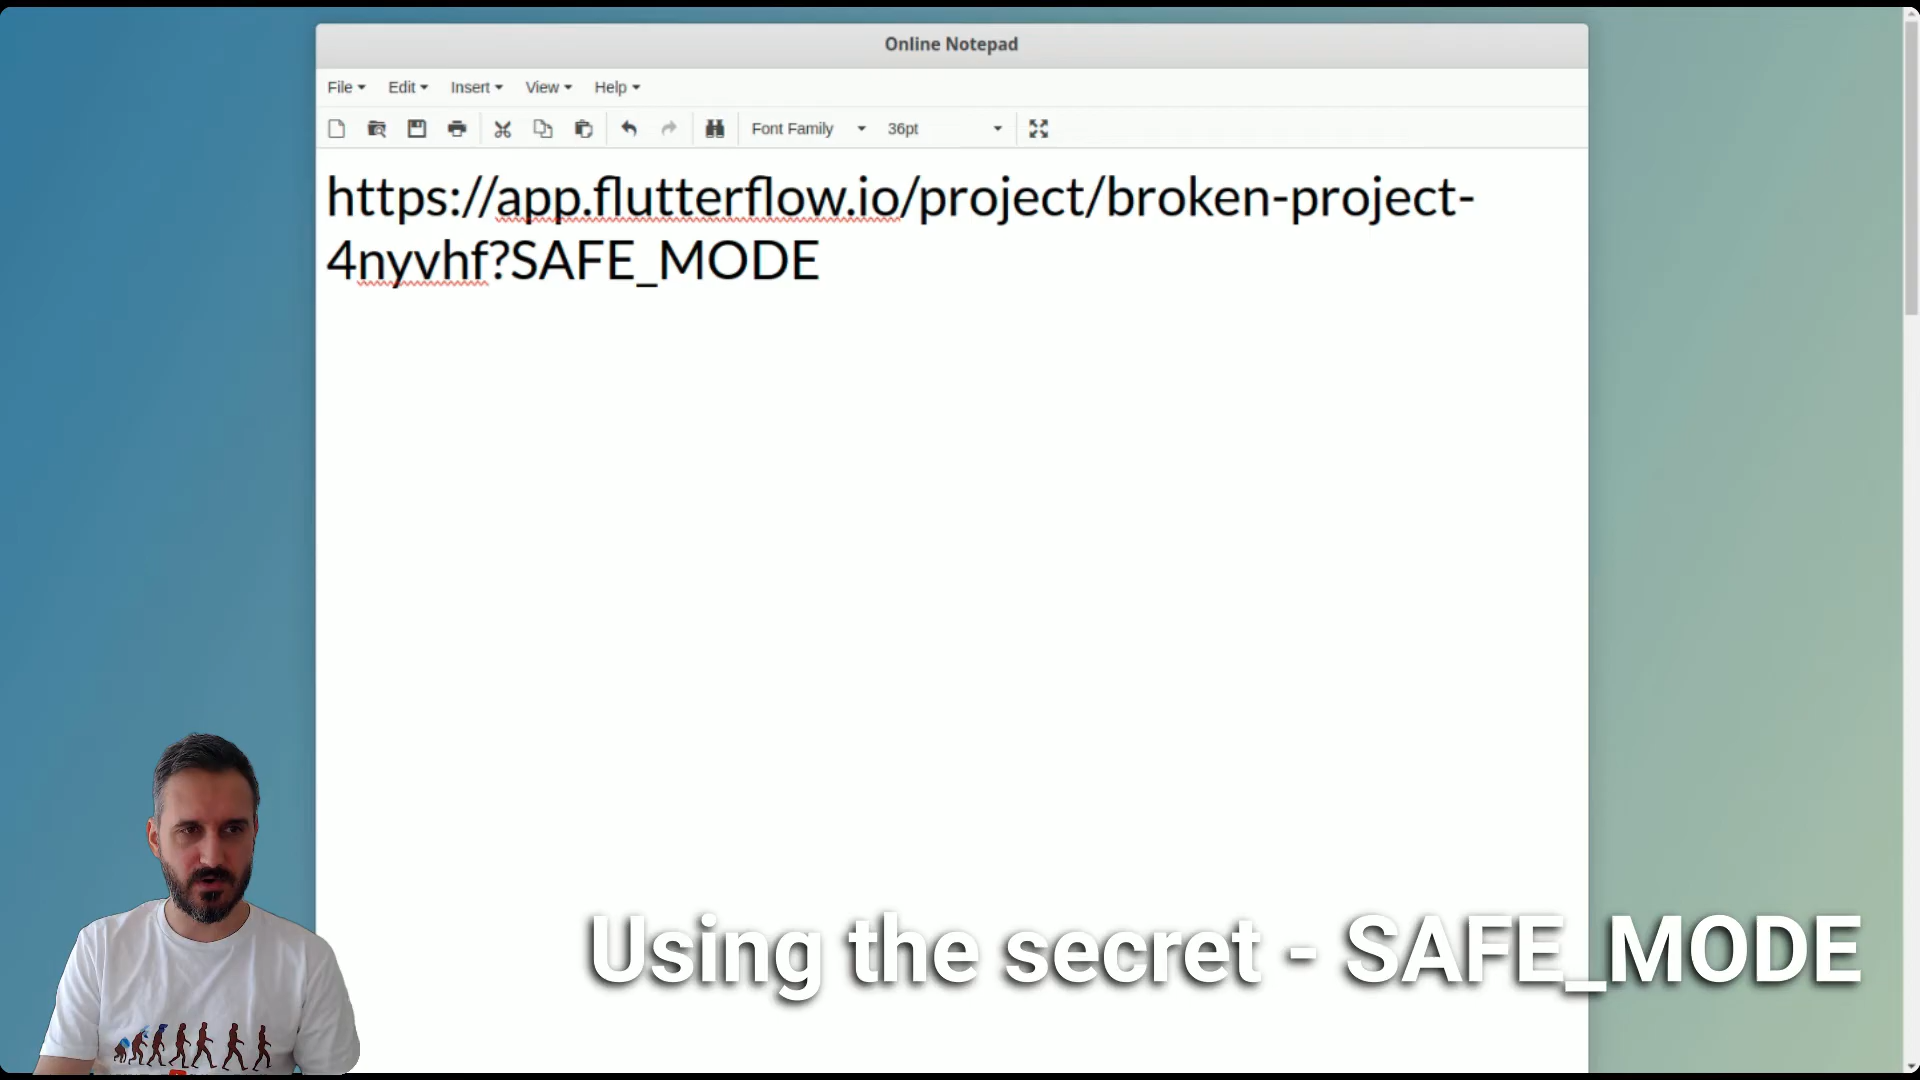 Online Notepad
File Edit Insert View Help
Font Family 36pt
https://app.flutterflow.io/project/broken-project-
4nyvhf?SAFE_MODE
Using the secret - SAFE_MODE